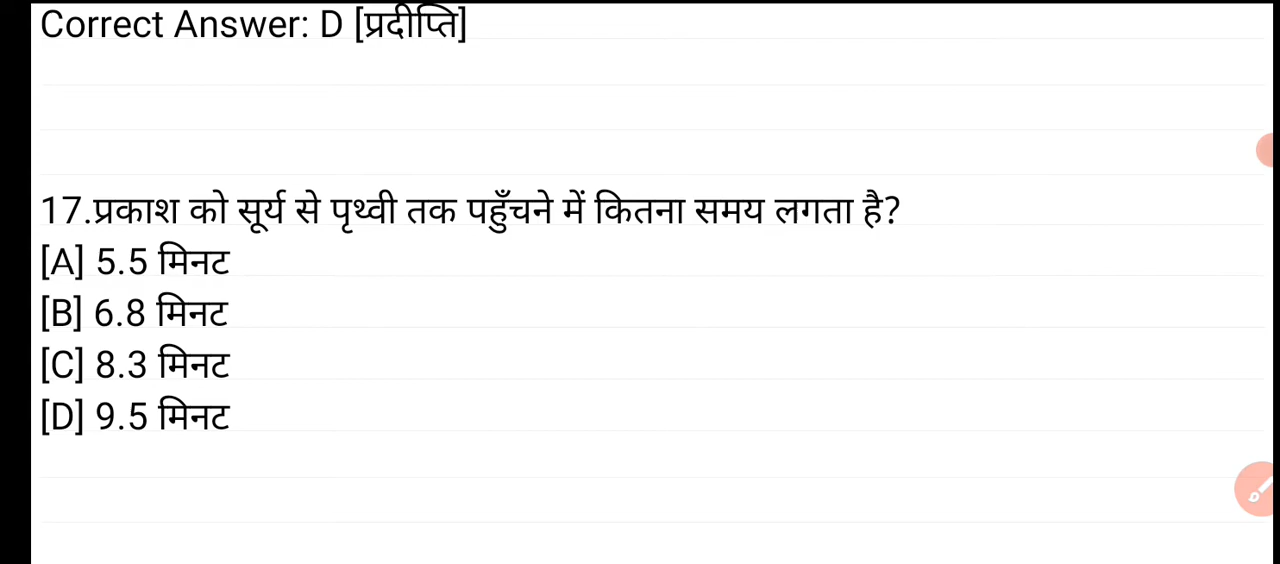 Correct Answer: D [प्रदीप्ति]
17.प्रकाश को सूर्य से पृथ्वी तक पहुँचने में कितना समय लगता है?
[A] 5.5 मिनट
[B] 6.8 मिनट
[C] 8.3 मिनट
[D] 9.5 मिनट